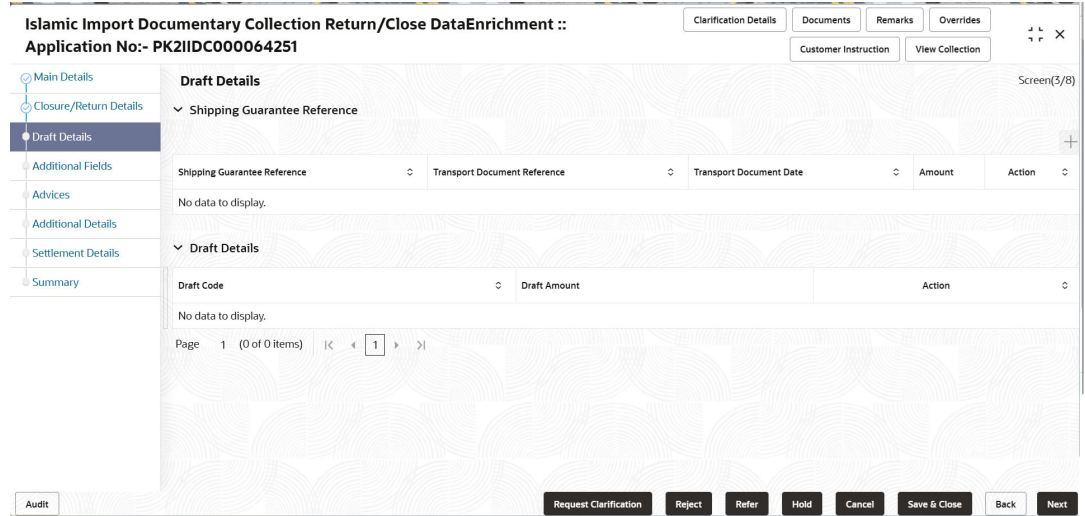 Islamic Import Documentary Collection Return/Close DataEnrichment ::
Application No:- PK2IIDC000064251
Clarification Details
Documents
Remarks
Overrides
Customer Instruction
View Collection
Main Details
Closure/Return Details
Draft Details
Additional Fields
Advices
Additional Details
Settlement Details
Summary
Draft Details
Screen(3/8)
Shipping Guarantee Reference
Shipping Guarantee Reference Transport Document Reference Transport Document Date Amount Action
No data to display.
Draft Details
Draft Code Draft Amount Action
No data to display.
Page 1 (0 of 0 items) 1
Audit
Request Clarification
Reject
Refer
Hold
Cancel
Save & Close
Back
Next